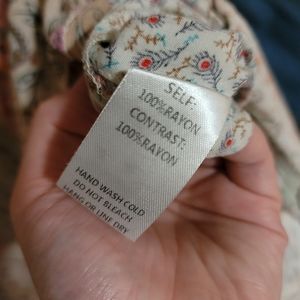 SELF:
100%RAYON
CONTRAST:
100%RAYON
HAND WASH COLD
DO NOT BLEACH
HANG OR LINE DRY